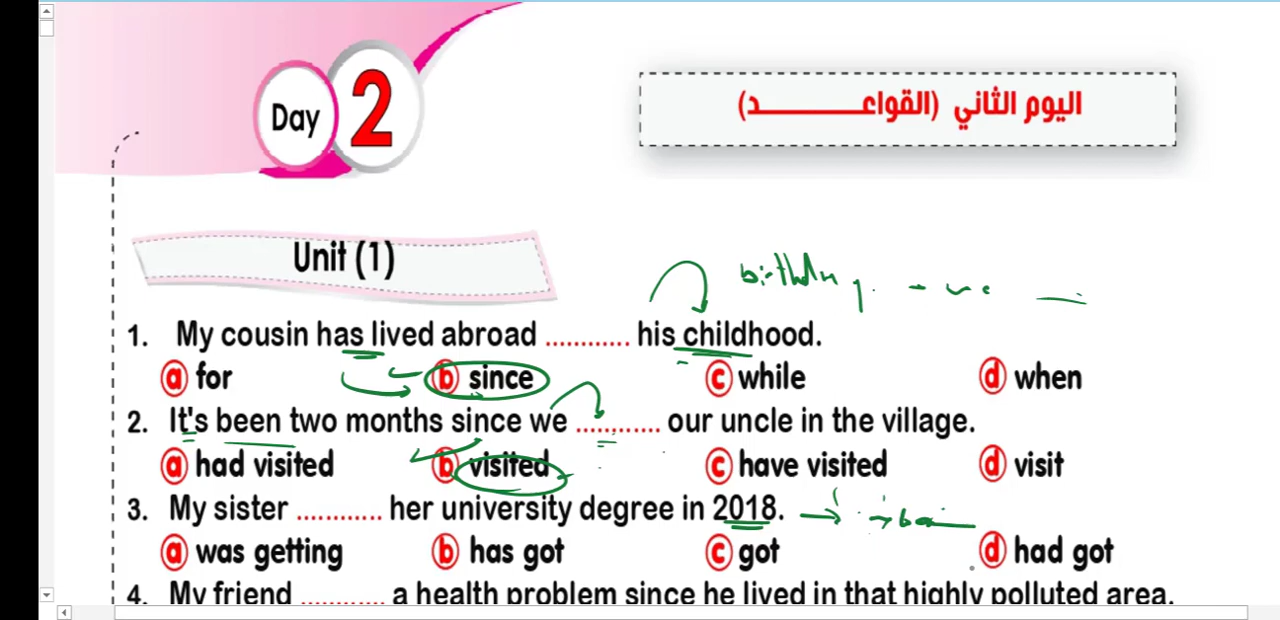 Day 2
اليوم الثاني (القواعـــــــــد)
Unit (1)
1. My cousin has lived abroad ............ his childhood.
a for b since c while d when
2. It's been two months since we ............ our uncle in the village.
a had visited b visited c have visited d visit
3. My sister ............ her university degree in 2018.
a was getting b has got c got d had got
4. My friend ............ a health problem since he lived in that highly polluted area.